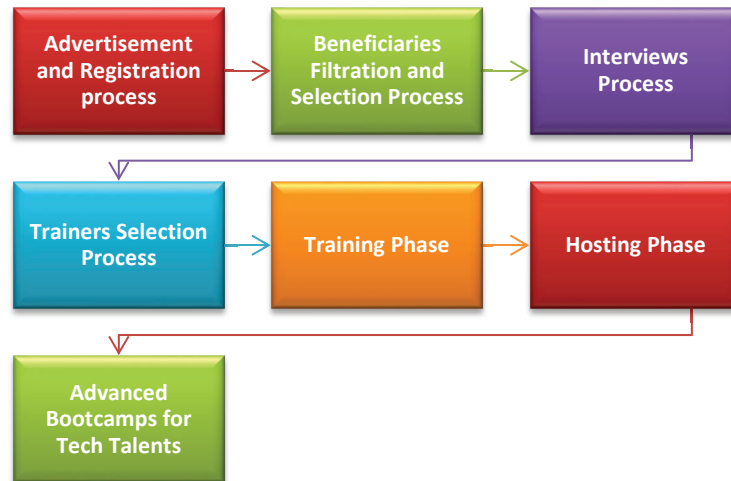 Advertisement
and Registration
process
Beneficiaries
Filtration and
Selection Process
Interviews
Process
Trainers Selection
Process
Training Phase
Hosting Phase
Advanced
Bootcamps for
Tech Talents